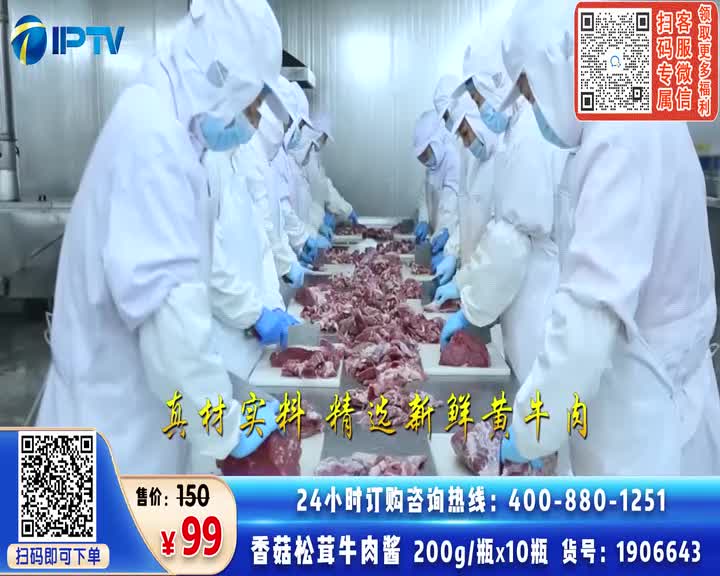 IPTV
扫码专属
客服微信
领取更多福利
真材实料 精选新鲜黄牛肉
售价：150
¥99
扫码即可下单
24小时订购咨询热线：400-880-1251
香菇松茸牛肉酱 200g/瓶x10瓶 货号：1906643